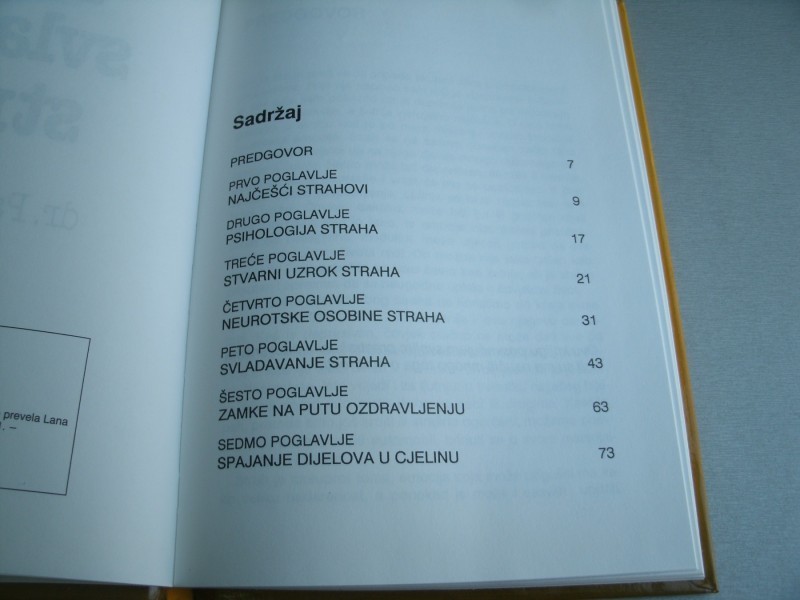 Sadržaj
PREDGOVOR 7
PRVO POGLAVLJE
NAJČEŠĆI STRAHOVI 9
DRUGO POGLAVLJE
PSIHOLOGIJA STRAHA 17
TREĆE POGLAVLJE
STVARNI UZROK STRAHA 21
ČETVRTO POGLAVLJE
NEUROTSKE OSOBINE STRAHA 31
PETO POGLAVLJE
SVLADAVANJE STRAHA 43
ŠESTO POGLAVLJE
ZAMKE NA PUTU OZDRAVLJENJU 63
SEDMO POGLAVLJE
SPAJANJE DIJELOVA U CJELINU 73
prevela Lana